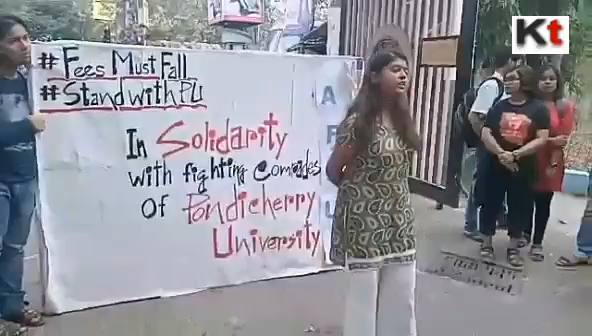 Kt
#Fees Must Fall
#Stand with PU
In Solidarity
with fighting Comrades
Of Pondicherry
University
A
F